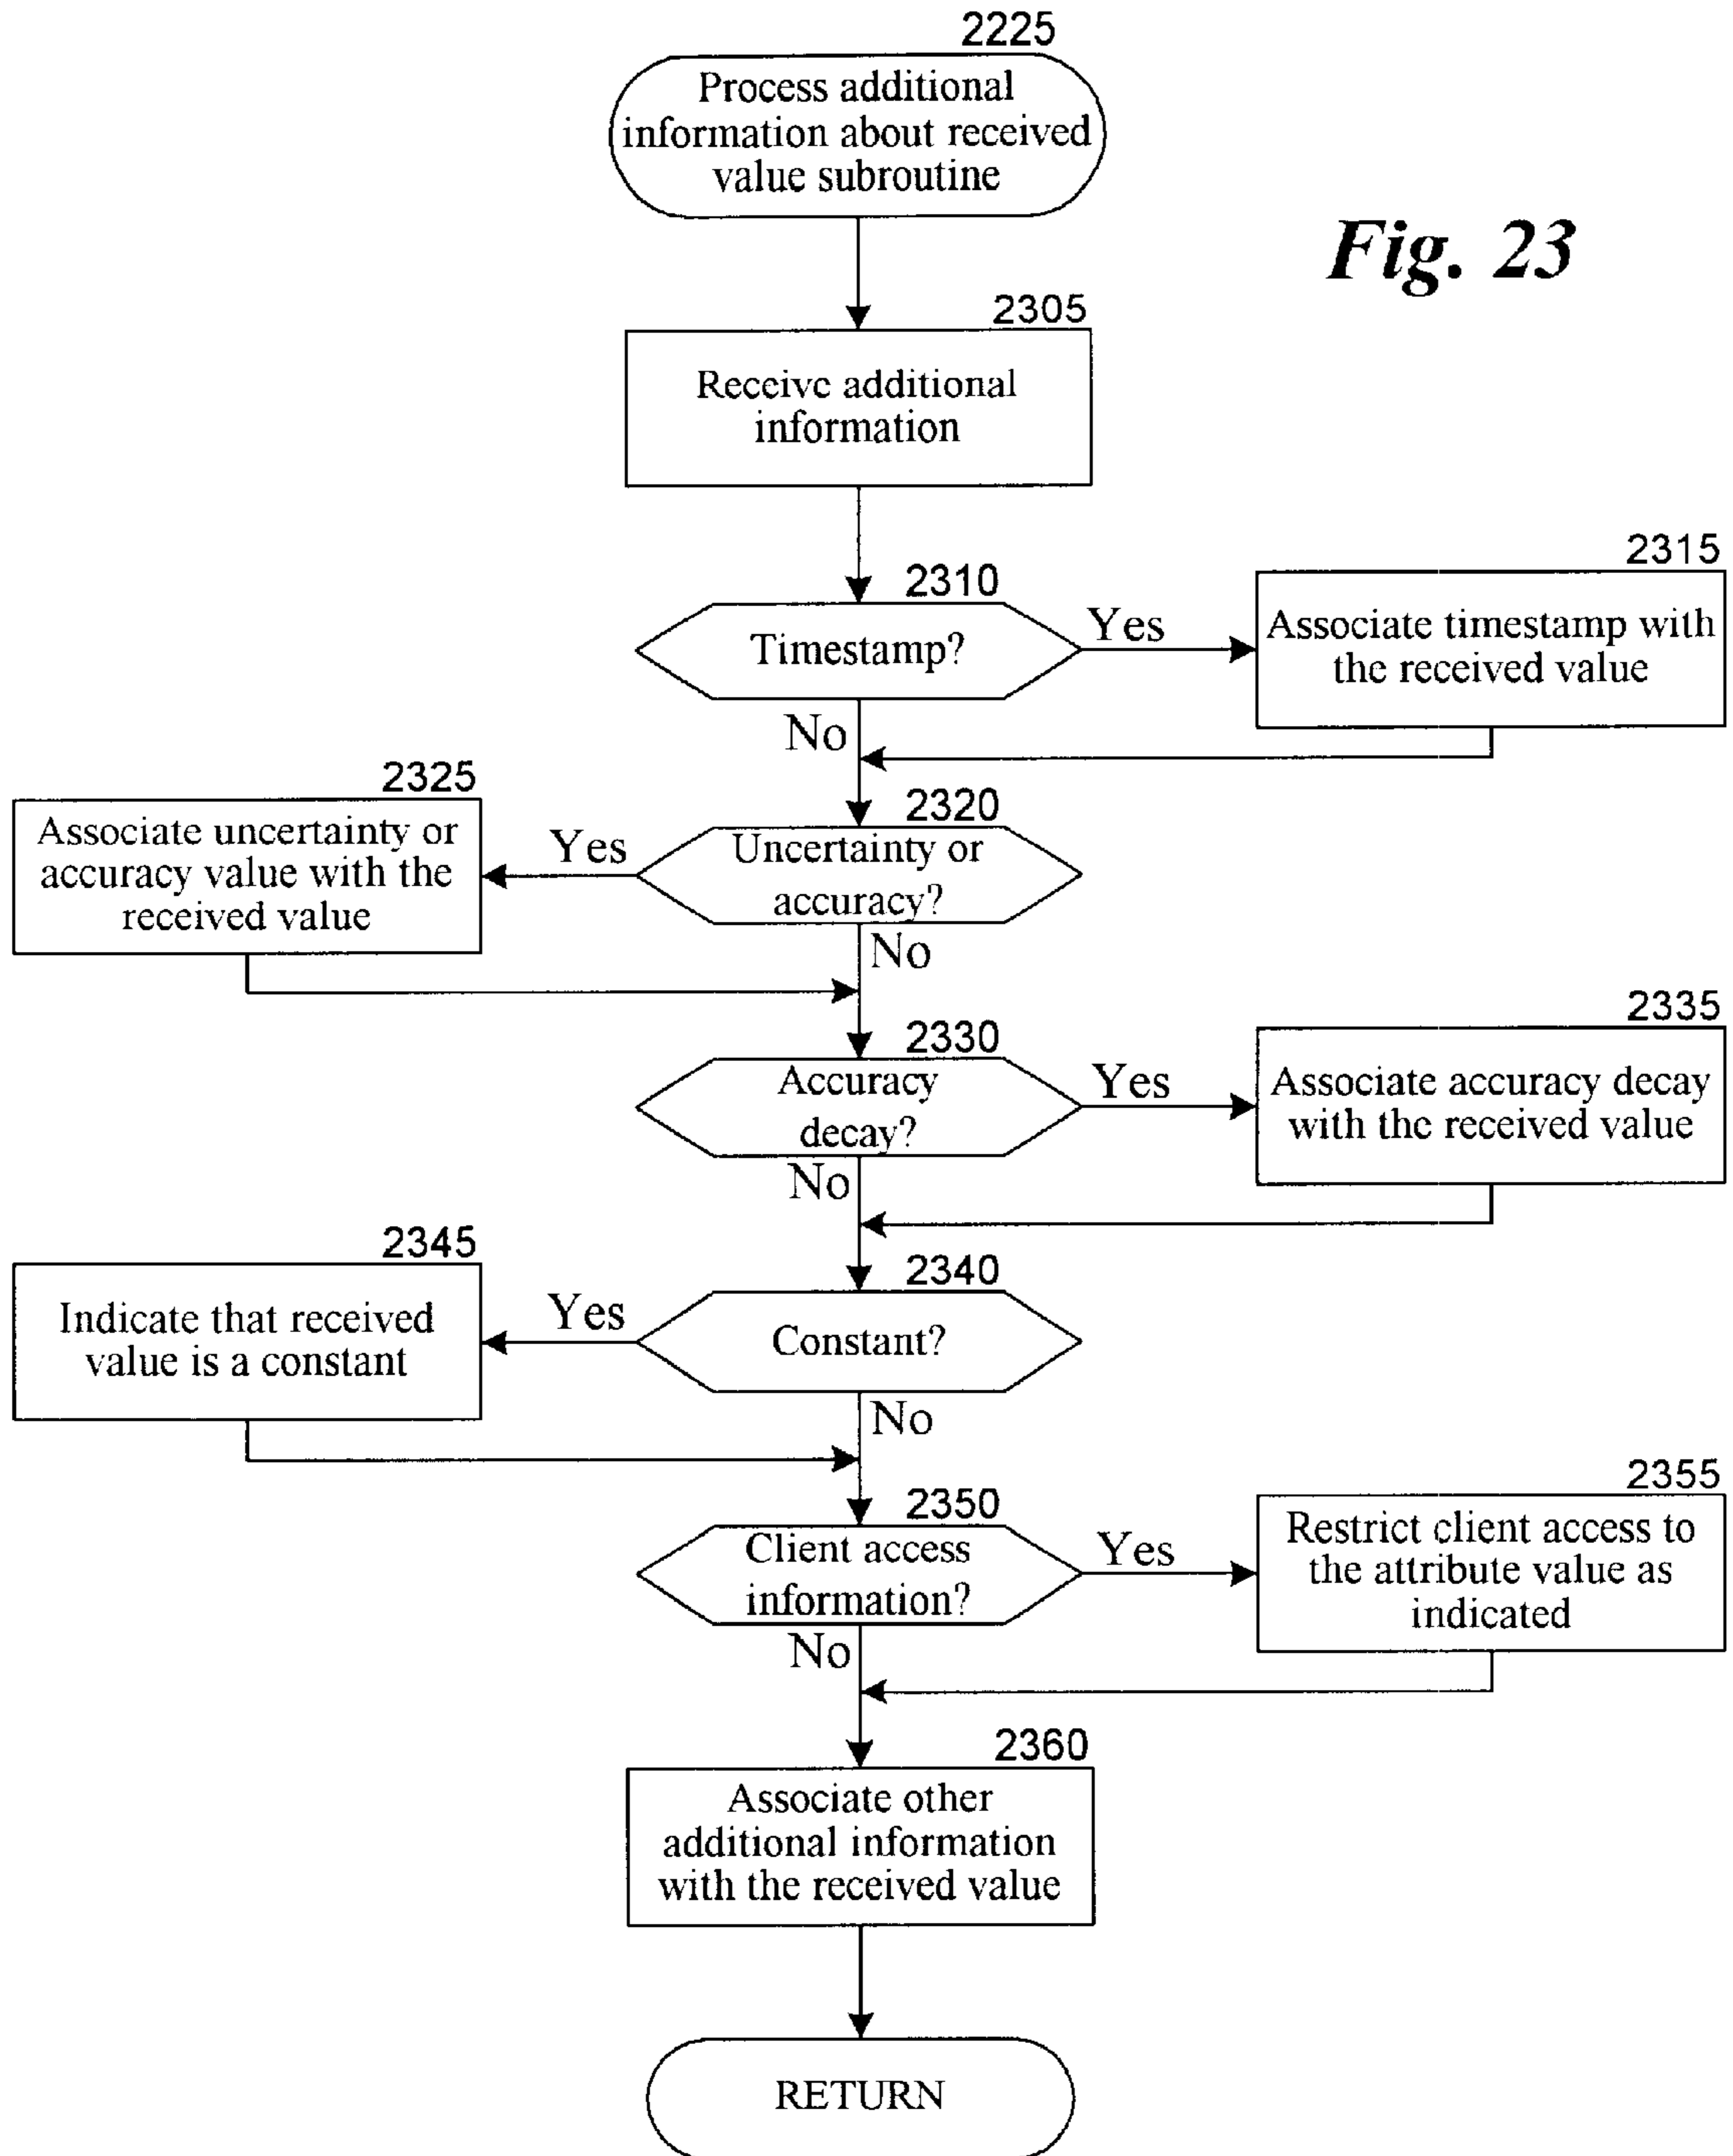 2225
Process additional
information about received
value subroutine
Fig. 23
2305
Receive additional
information
2310
Timestamp?
Yes
No
2315
Associate timestamp with
the received value
2325
Associate uncertainty or
accuracy value with the
received value
2320
Uncertainty or
accuracy?
Yes
No
2330
Accuracy
decay?
Yes
No
2335
Associate accuracy decay
with the received value
2345
Indicate that received
value is a constant
2340
Constant?
Yes
No
2350
Client access
information?
Yes
No
2355
Restrict client access to
the attribute value as
indicated
2360
Associate other
additional information
with the received value
RETURN